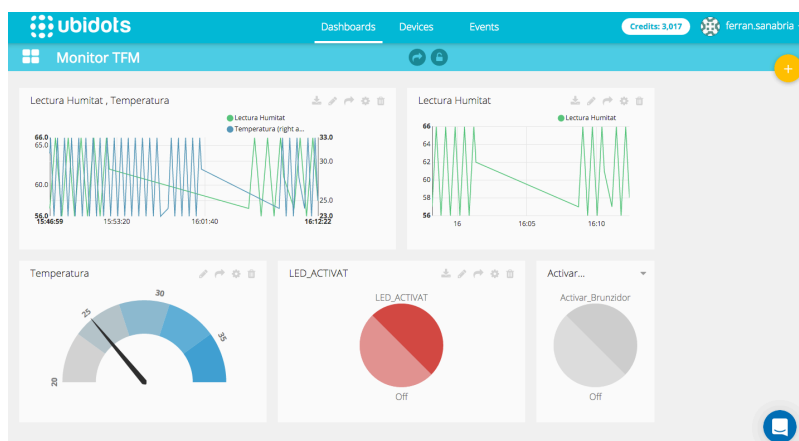 ubidots
Dashboards Devices Events
Credits: 3,017
ferran.sanabria
Monitor TFM
+
Lectura Humitat , Temperatura
Lectura Humitat
Temperatura (right a...
66.0
65.0
60.0
56.0
33.0
30.0
25.0
23.0
15:46:59 15:53:20 16:01:40 16:12:22
Lectura Humitat
Lectura Humitat
66
64
62
60
58
56
16 16:05 16:10
Temperatura
20
25
30
35
LED_ACTIVAT
LED_ACTIVAT
Off
Activar...
Activar_Brunzidor
Off